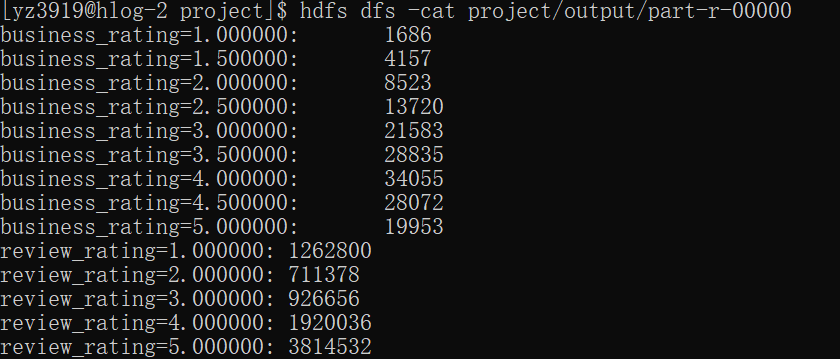 [yz3919@hlog-2 project]$ hdfs dfs -cat project/output/part-r-00000
business_rating=1.000000:       1686
business_rating=1.500000:       4157
business_rating=2.000000:       8523
business_rating=2.500000:       13720
business_rating=3.000000:       21583
business_rating=3.500000:       28835
business_rating=4.000000:       34055
business_rating=4.500000:       28072
business_rating=5.000000:       19953
review_rating=1.000000: 1262800
review_rating=2.000000: 711378
review_rating=3.000000: 926656
review_rating=4.000000: 1920036
review_rating=5.000000: 3814532